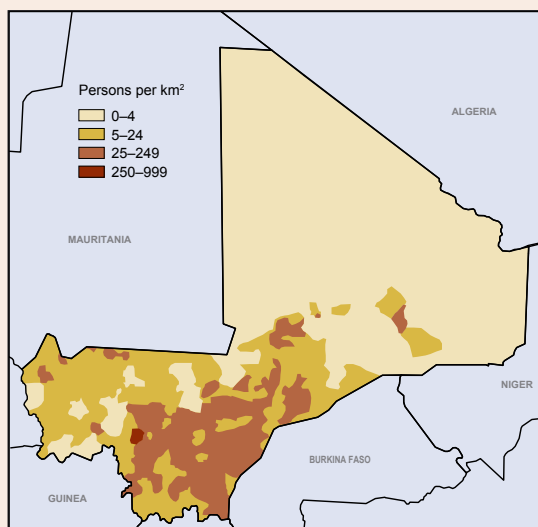 Persons per km²
0–4
5–24
25–249
250–999
ALGERIA
MAURITANIA
NIGER
BURKINA FASO
GUINEA